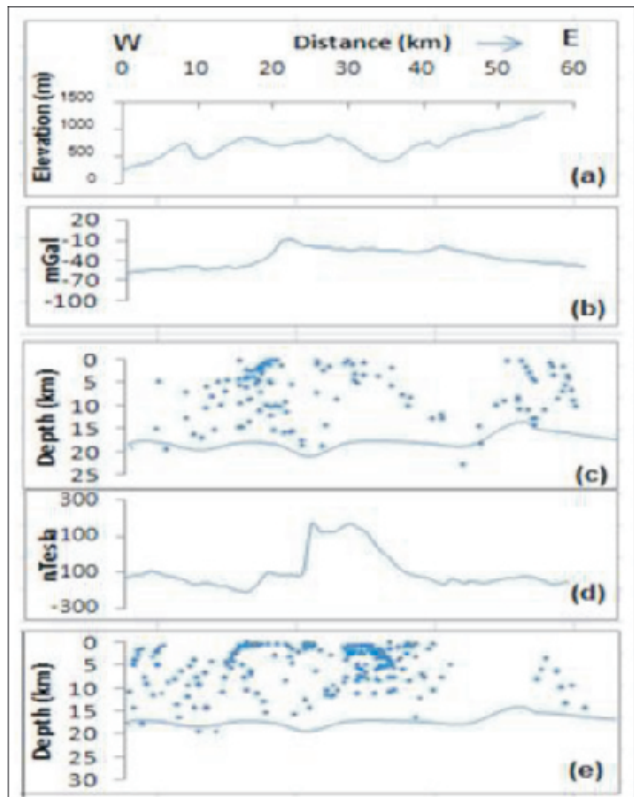 W Distance (km) E
0 10 20 30 40 50 60
Elevation (m)
1500
1000
500
0
(a)
mGal
20
-10
-40
-70
-100
(b)
Depth (km)
0
5
10
15
20
25
(c)
nTesla
300
100
-100
-300
(d)
Depth (km)
0
5
10
15
20
25
30
(e)